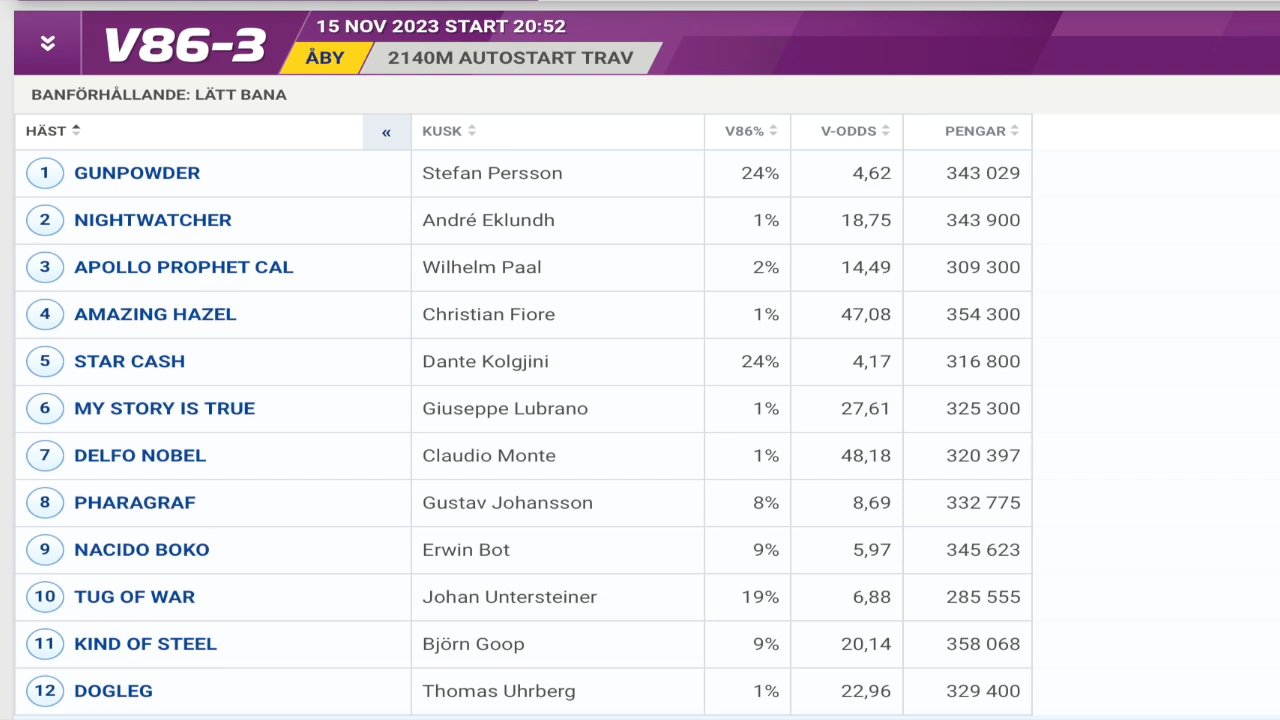 V86-3
15 NOV 2023 START 20:52
ÅBY 2140M AUTOSTART TRAV
BANFÖRHÅLLANDE: LÄTT BANA
HÄST « KUSK V86% V-ODDS PENGAR
1 GUNPOWDER Stefan Persson 24% 4,62 343 029
2 NIGHTWATCHER André Eklundh 1% 18,75 343 900
3 APOLLO PROPHET CAL Wilhelm Paal 2% 14,49 309 300
4 AMAZING HAZEL Christian Fiore 1% 47,08 354 300
5 STAR CASH Dante Kolgjini 24% 4,17 316 800
6 MY STORY IS TRUE Giuseppe Lubrano 1% 27,61 325 300
7 DELFO NOBEL Claudio Monte 1% 48,18 320 397
8 PHARAGRAF Gustav Johansson 8% 8,69 332 775
9 NACIDO BOKO Erwin Bot 9% 5,97 345 623
10 TUG OF WAR Johan Untersteiner 19% 6,88 285 555
11 KIND OF STEEL Björn Goop 9% 20,14 358 068
12 DOGLEG Thomas Uhrberg 1% 22,96 329 400